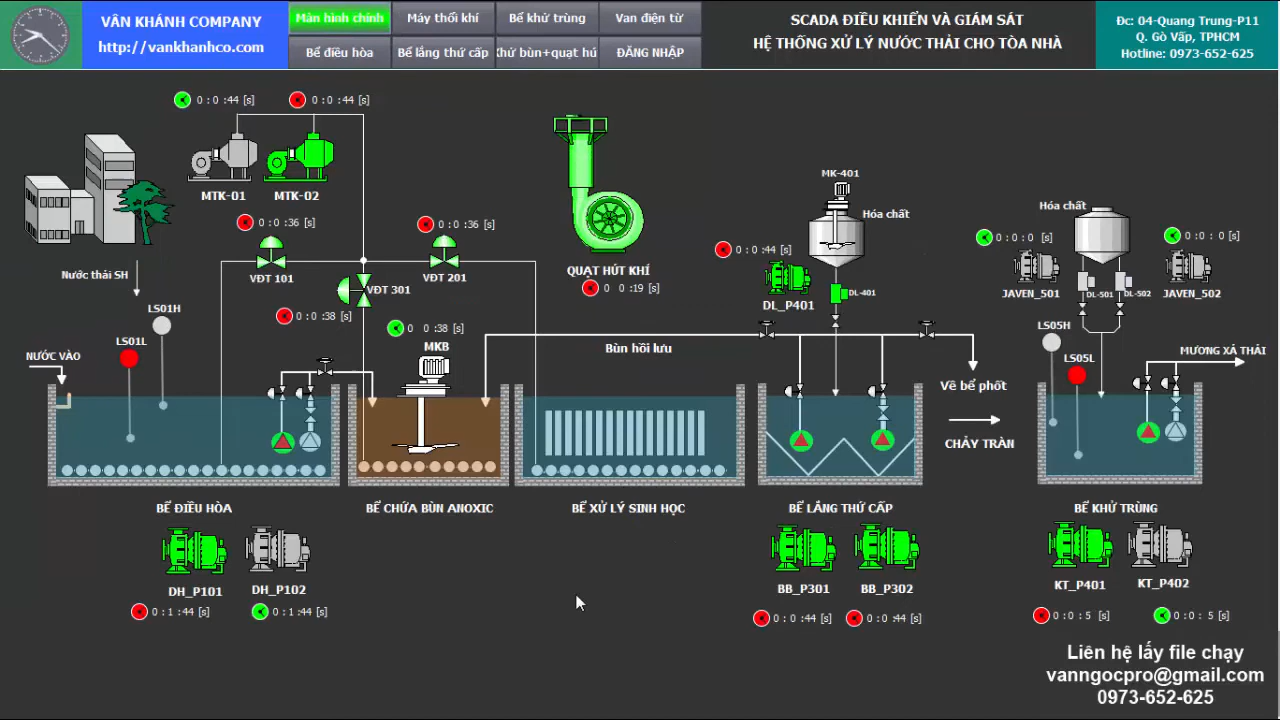 VÂN KHÁNH COMPANY
http://vankhanhco.com
Màn hình chính
Máy thổi khí
Bể khử trùng
Van điện từ
Bể điều hòa
Bể lắng thứ cấp
Khử bùn+quạt hú
ĐĂNG NHẬP
SCADA ĐIỀU KHIỂN VÀ GIÁM SÁT
HỆ THỐNG XỬ LÝ NƯỚC THẢI CHO TÒA NHÀ
Đc: 04-Quang Trung-P11
Q. Gò Vấp, TPHCM
Hotline: 0973-652-625
0 : 0 :44 [s]
0 : 0 :44 [s]
MTK-01
MTK-02
0 : 0 :36 [s]
0 : 0 :36 [s]
Nước thải SH
VĐT 101
VĐT 201
VĐT 301
LS01H
LS01L
0 : 0 :38 [s]
0 0 :38 [s]
MKB
NƯỚC VÀO
QUẠT HÚT KHÍ
0 0 :19 [s]
MK-401
Hóa chất
0 : 0 :44 [s]
DL_P401
DL-401
Hóa chất
0 : 0 : 0 [s]
0 : 0 : 0 [s]
JAVEN_501
DL-501
DL-502
JAVEN_502
LS05H
LS05L
MƯƠNG XẢ THẢI
Bùn hồi lưu
Về bể phốt
CHẢY TRÀN
BỂ ĐIỀU HÒA
BỂ CHỨA BÙN ANOXIC
BỂ XỬ LÝ SINH HỌC
BỂ LẮNG THỨ CẤP
BỂ KHỬ TRÙNG
DH_P101
DH_P102
BB_P301
BB_P302
KT_P401
KT_P402
0 : 1 :44 [s]
0 : 1 :44 [s]
0 : 0 :44 [s]
0 : 0 :44 [s]
0 : 0 : 5 [s]
0 : 0 : 5 [s]
Liên hệ lấy file chạy
vanngocpro@gmail.com
0973-652-625